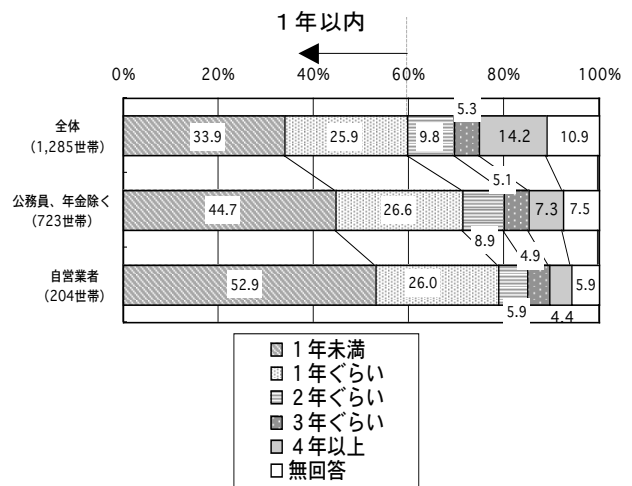 １年以内
0% 20% 40% 60% 80% 100%
5.3
全体
(1,285世帯)
33.9 25.9 9.8 14.2 10.9
5.1
公務員、年金除く
(723世帯)
44.7 26.6 7.3 7.5
8.9 4.9
自営業者
(204世帯)
52.9 26.0 5.9
5.9 4.4
１年未満
１年ぐらい
２年ぐらい
３年ぐらい
４年以上
無回答